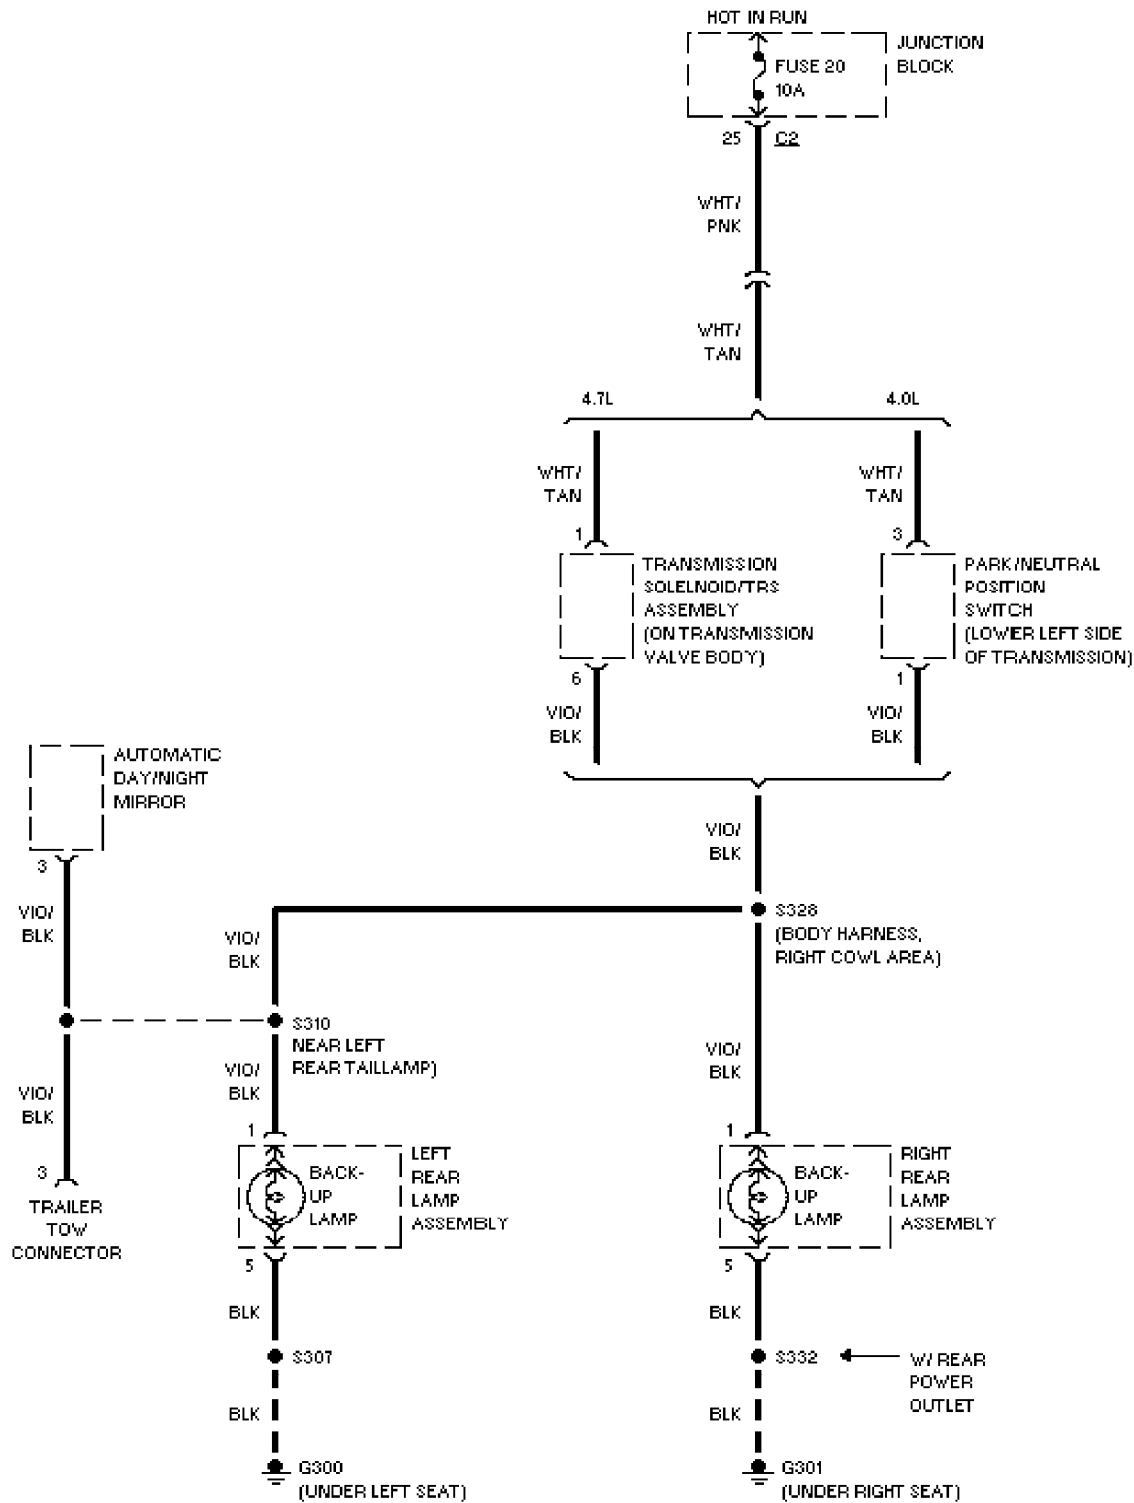 HOT IN RUN
JUNCTION
BLOCK
FUSE 20
10A
25
C2
WHT/
PNK
WHT/
TAN
4.7L
4.0L
WHT/
TAN
WHT/
TAN
1
3
TRANSMISSION
SOLELNOID/TRS
ASSEMBLY
(ON TRANSMISSION
VALVE BODY)
PARK/NEUTRAL
POSITION
SWITCH
(LOWER LEFT SIDE
OF TRANSMISSION)
6
1
VIO/
BLK
VIO/
BLK
AUTOMATIC
DAY/NIGHT
MIRROR
3
VIO/
BLK
VIO/
BLK
S328
(BODY HARNESS,
RIGHT COWL AREA)
VIO/
BLK
S310
NEAR LEFT
REAR TAILLAMP)
VIO/
BLK
VIO/
BLK
VIO/
BLK
3
TRAILER
TOW
CONNECTOR
1
LEFT
REAR
LAMP
ASSEMBLY
BACK-
UP
LAMP
5
1
RIGHT
REAR
LAMP
ASSEMBLY
BACK-
UP
LAMP
5
BLK
BLK
S307
S332
W/ REAR
POWER
OUTLET
BLK
BLK
G300
(UNDER LEFT SEAT)
G301
(UNDER RIGHT SEAT)